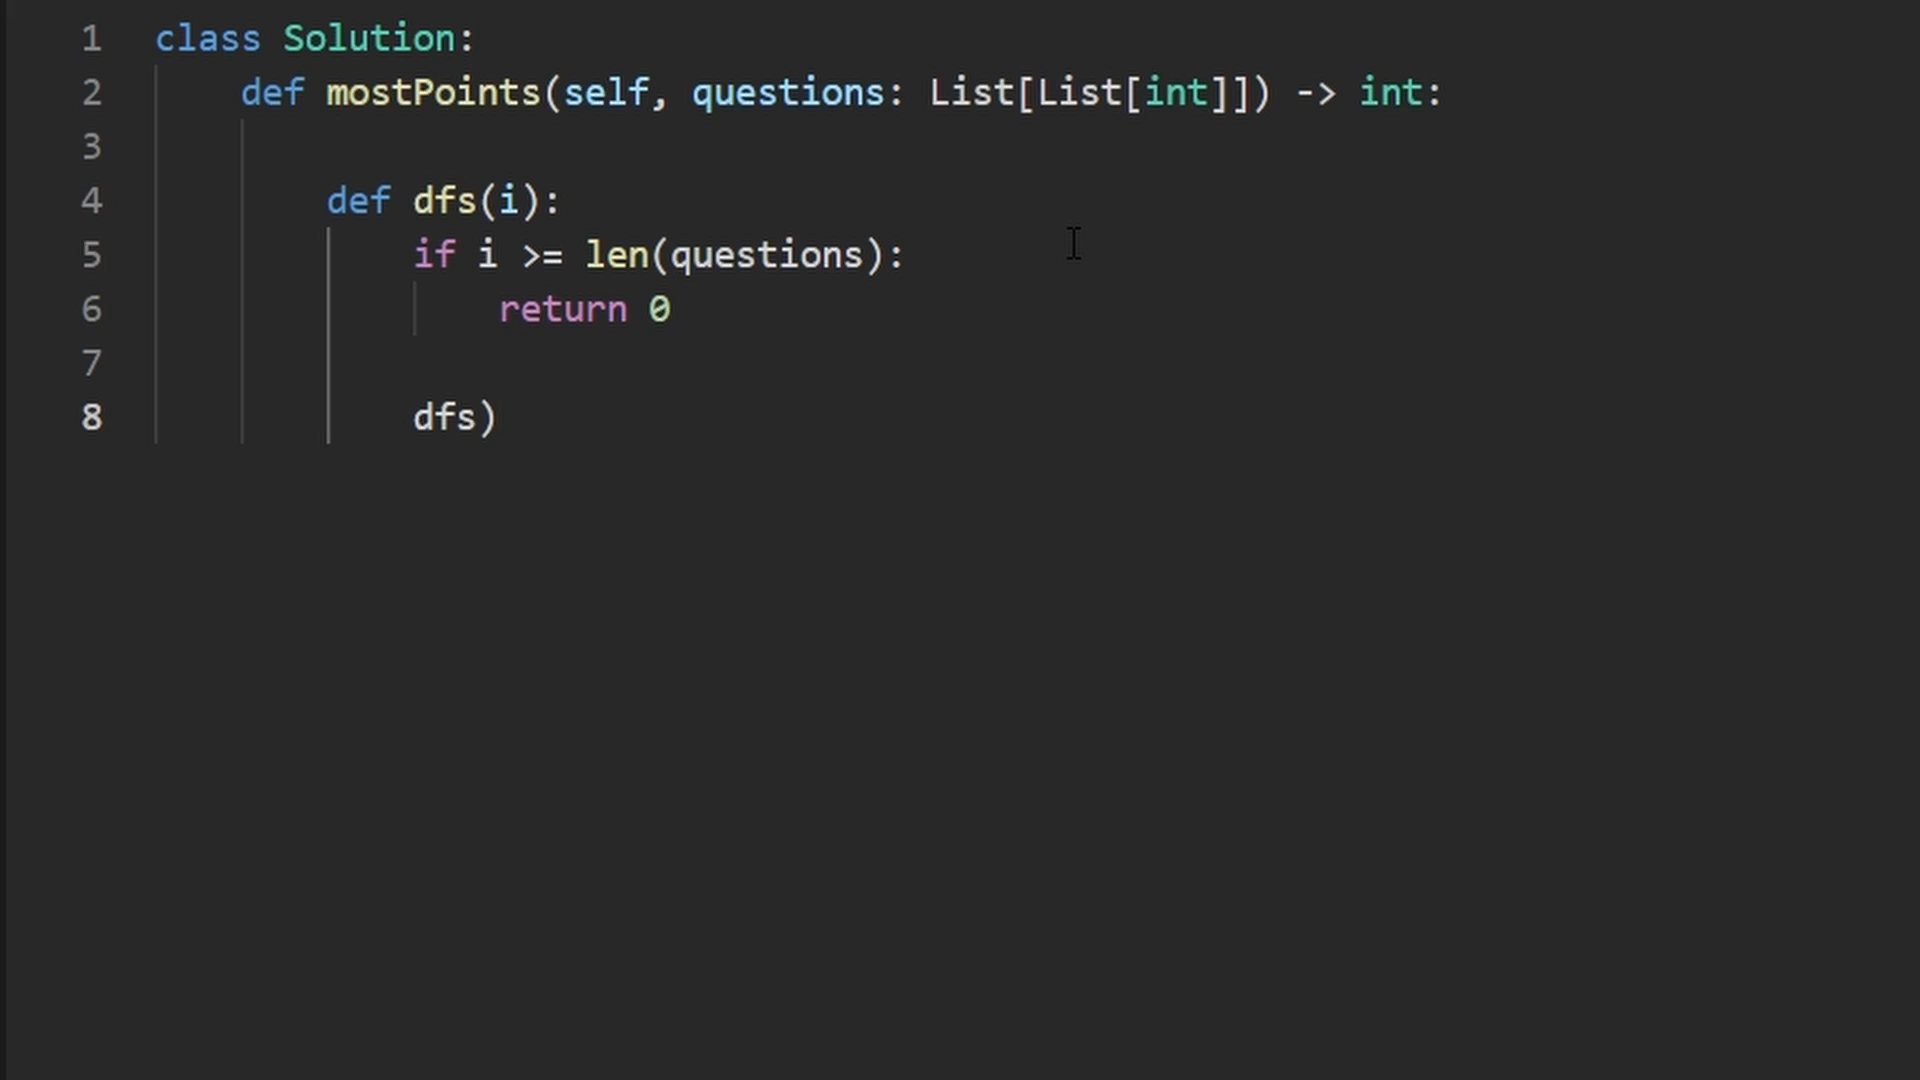 1 class Solution:
2 def mostPoints(self, questions: List[List[int]]) -> int:
3
4 def dfs(i):
5 if i >= len(questions):
6 return 0
7
8 dfs)